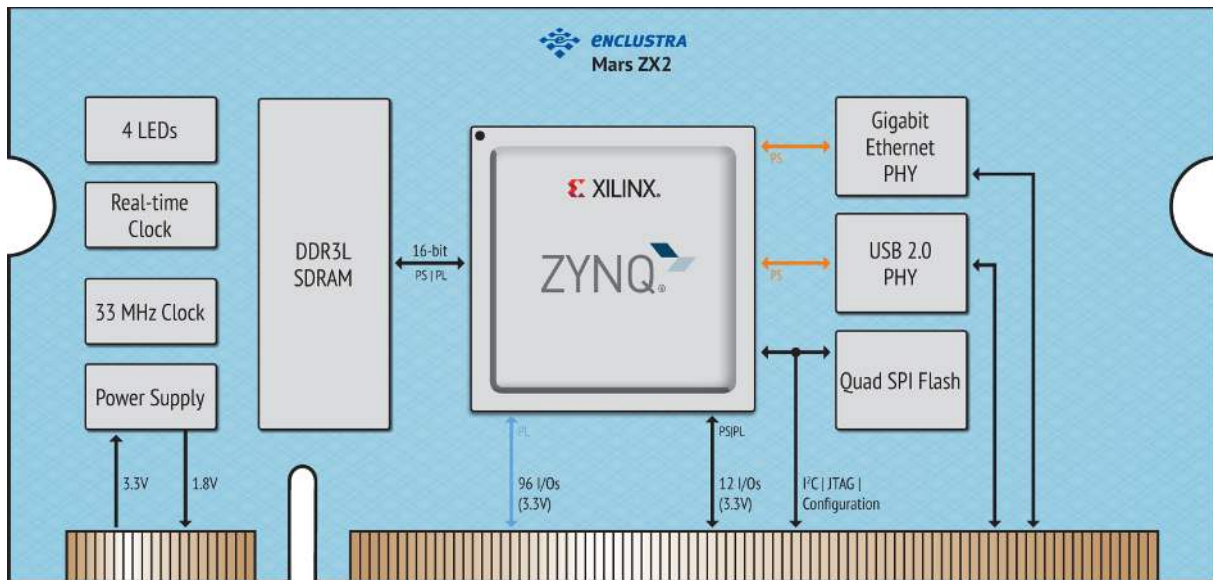 ENCLUSTRA
Mars ZX2
4 LEDs
Real-time
Clock
33 MHz Clock
Power Supply
3.3V
1.8V
DDR3L
SDRAM
16-bit
PS | PL
XILINX®
ZYNQ®
PS
Gigabit
Ethernet
PHY
PS
USB 2.0
PHY
Quad SPI Flash
PL
96 I/Os
(3.3V)
PS|PL
12 I/Os
(3.3V)
I²C | JTAG |
Configuration